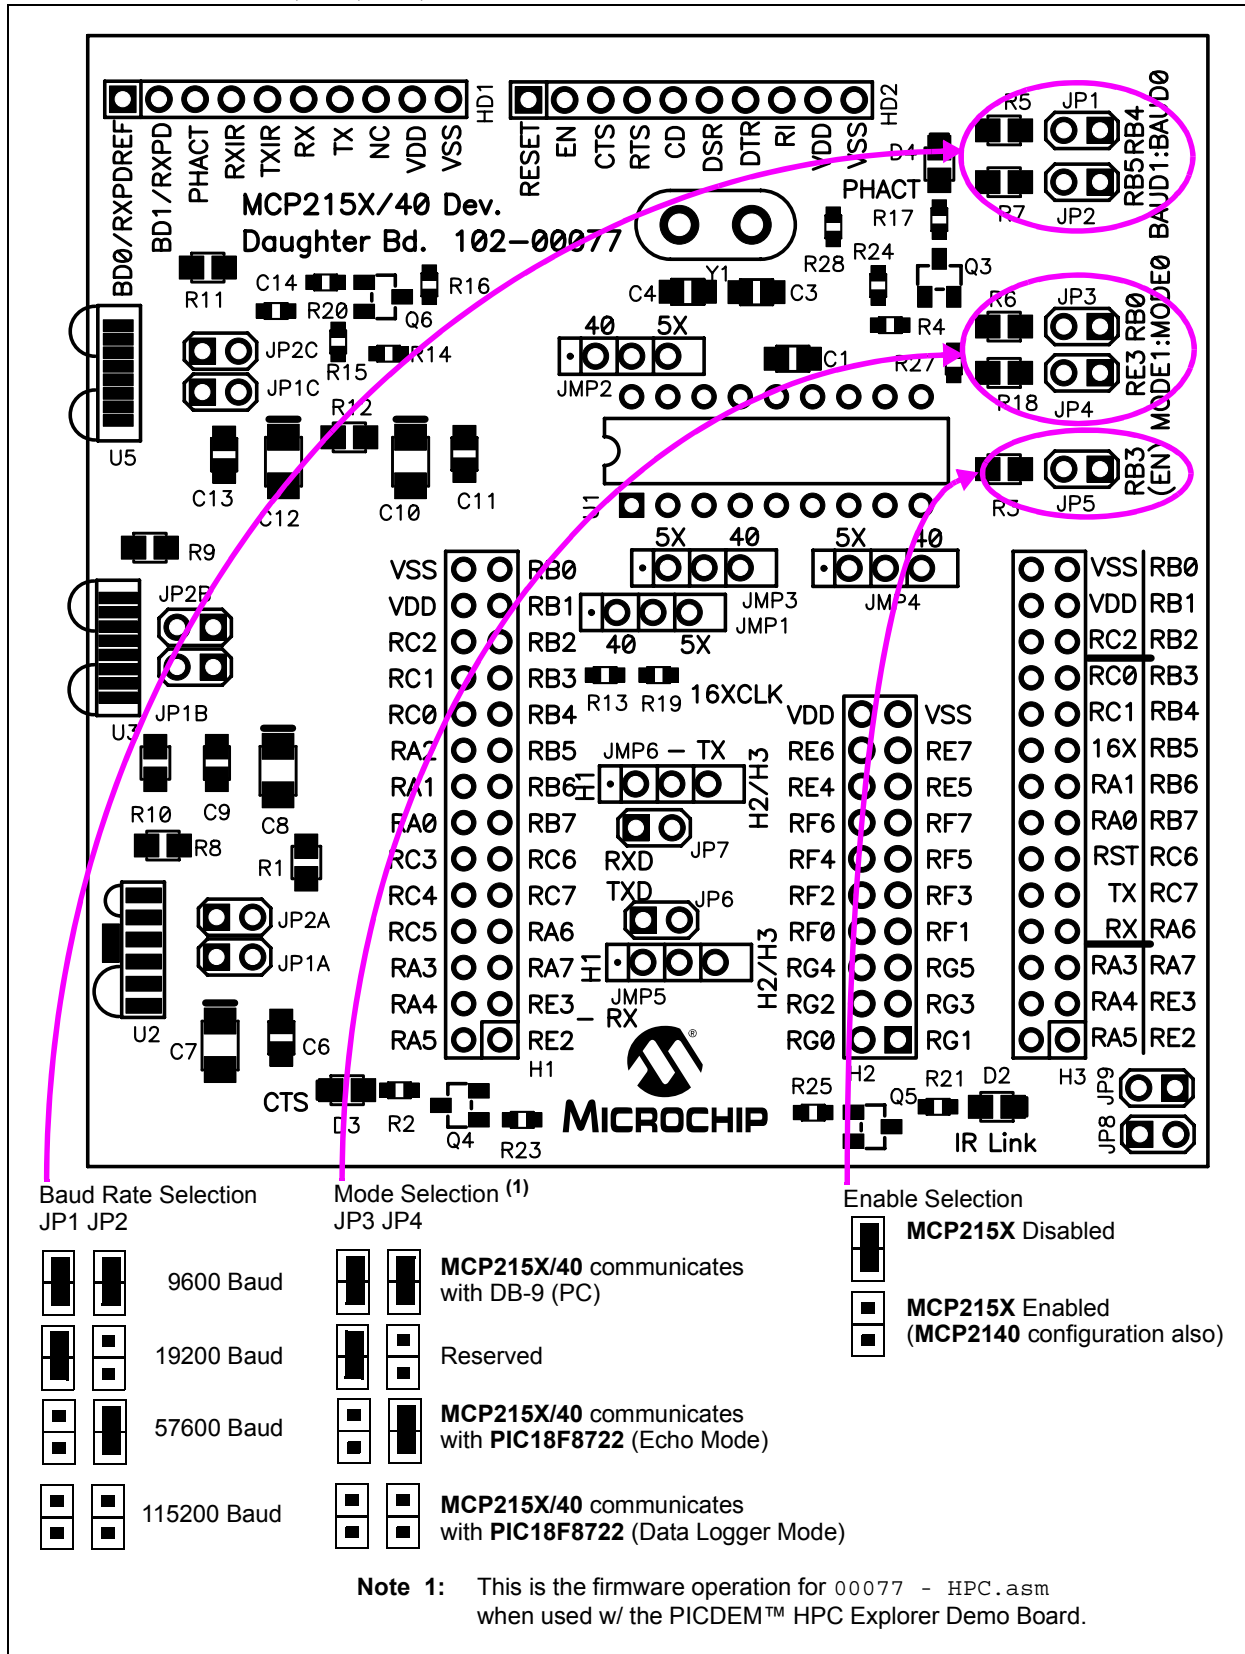 HD1
HD2
BD0/RXPDREF
BD1/RXPD
PHACT
RXIR
TXIR
RX
TX
NC
VDD
VSS
RESET
EN
CTS
RTS
CD
DSR
DTR
RI
VDD
VSS
R5 JP1
RB5RB4
BAUD1:BAUD0
R7 JP2
D4
PHACT
MCP215X/40 Dev.
Daughter Bd. 102-00077
R17
R28
R24
Q3
Y1
R11
C14
R20
Q6
R16
C4
C3
R6 JP3
RE3 RB0
MODE1:MODE0
R4
R27
R18 JP4
JP2C
JP1C
R15
R14
40 5X
JMP2
C1
R12
U5
C13
C12
C10
C11
U1
R3 JP5
RB3
(EN)
R9
5X 40
JMP3
5X 40
JMP4
JMP1
40 5X
JP2B
JP1B
U3
R13 R19 16XCLK
VSS RB0
VDD RB1
RC2 RB2
RC1 RB3
RC0 RB4
RA2 RB5
RA1 RB6
RA0 RB7
RC3 RC6
RC4 RC7
RC5 RA6
RA3 RA7
RA4 RE3
RA5 RE2
H1
R10
C9
C8
R8
R1
JP2A
JP1A
U2
C7
C6
JMP6 - TX
H1
H2/H3
JP7
RXD
TXD
JP6
H1
H2/H3
JMP5
- RX
VDD VSS
RE6 RE7
RE4 RE5
RF6 RF7
RF4 RF5
RF2 RF3
RF0 RF1
RG4 RG5
RG2 RG3
RG0 RG1
H2
VSS RB0
VDD RB1
RC2 RB2
RC0 RB3
RC1 RB4
16X RB5
RA1 RB6
RA0 RB7
RST RC6
TX RC7
RX RA6
RA3 RA7
RA4 RE3
RA5 RE2
H3
CTS
D3
R2
Q4
R23
®
MICROCHIP
R25
Q5
R21
D2
IR Link
JP9
JP8
Baud Rate Selection
JP1 JP2
9600 Baud
19200 Baud
57600 Baud
115200 Baud
Mode Selection (1)
JP3 JP4
MCP215X/40 communicates
with DB-9 (PC)
Reserved
MCP215X/40 communicates
with PIC18F8722 (Echo Mode)
MCP215X/40 communicates
with PIC18F8722 (Data Logger Mode)
Enable Selection
MCP215X Disabled
MCP215X Enabled
(MCP2140 configuration also)
Note 1: This is the firmware operation for 00077 - HPC.asm
when used w/ the PICDEM™ HPC Explorer Demo Board.